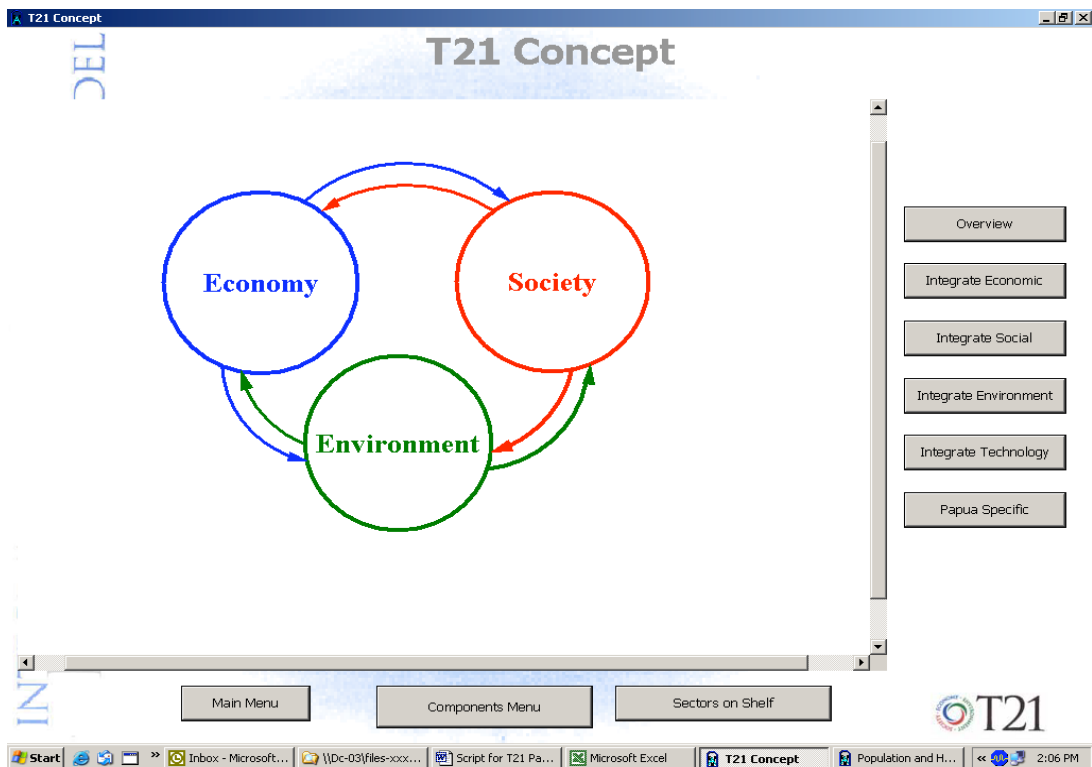 T21 Concept
DEL
T21 Concept
Economy
Society
Environment
Overview
Integrate Economic
Integrate Social
Integrate Environment
Integrate Technology
Papua Specific
INT
Main Menu
Components Menu
Sectors on Shelf
T21
Start
»
Inbox - Microsoft...
\\Dc-03\files-xxx...
Script for T21 Pa...
Microsoft Excel
T21 Concept
Population and H...
«
2:06 PM